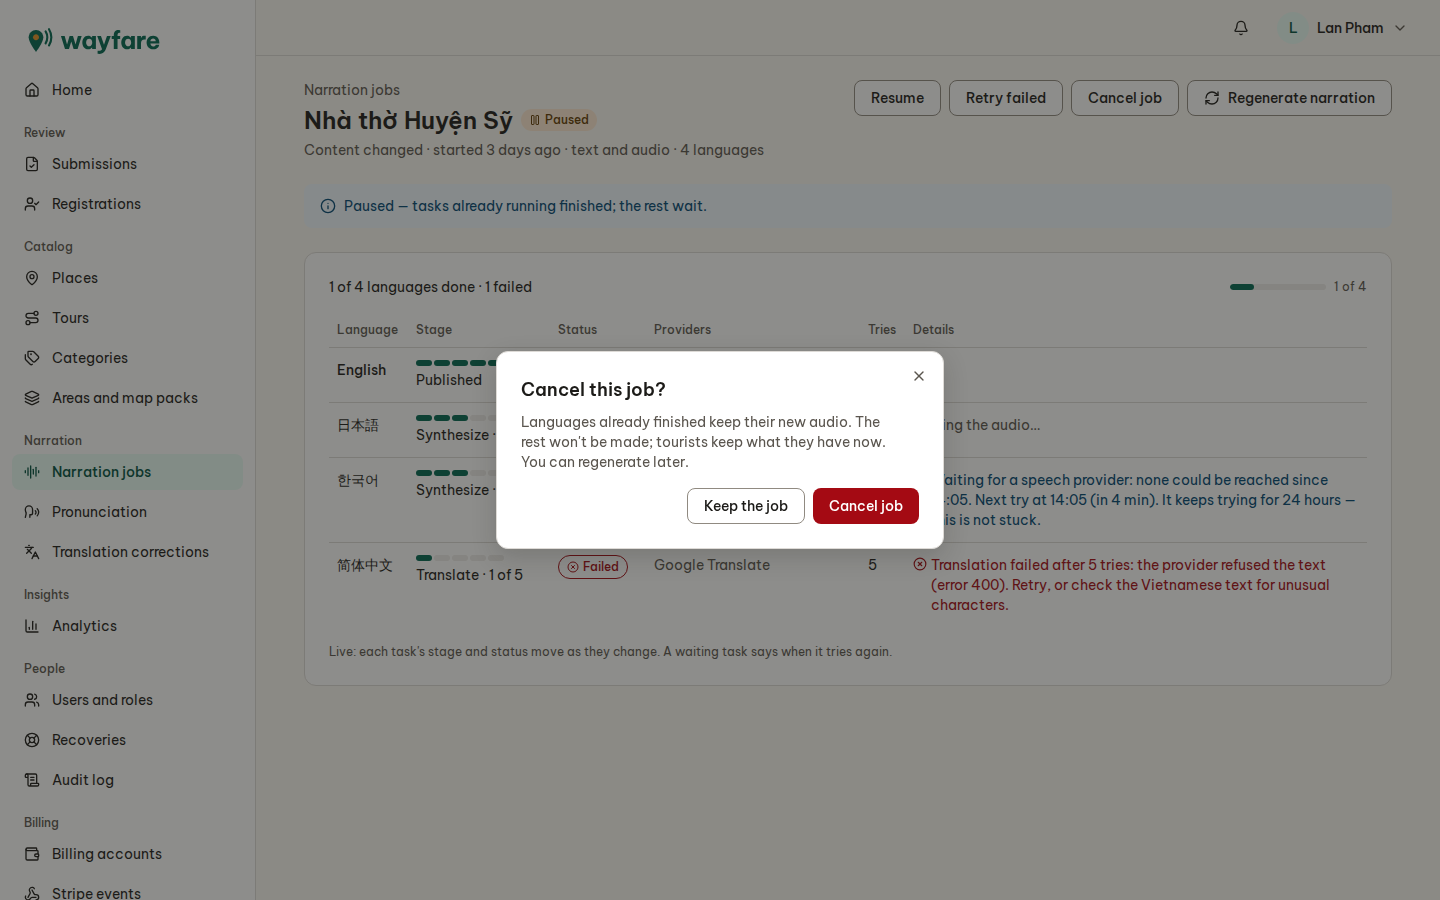 wayfare
Lan Pham
L
Home
Review
Submissions
Registrations
Catalog
Places
Tours
Categories
Areas and map packs
Narration
Narration jobs
Pronunciation
Translation corrections
Insights
Analytics
People
Users and roles
Recoveries
Audit log
Billing
Billing accounts
Stripe events
Narration jobs
Nhà thờ Huyện Sỹ
Paused
Content changed · started 3 days ago · text and audio · 4 languages
Resume
Retry failed
Cancel job
Regenerate narration
Paused — tasks already running finished; the rest wait.
1 of 4 languages done · 1 failed
1 of 4
Language Stage Status Providers Tries Details
English
Published
日本語
Synthesize ·
ing the audio...
한국어
Synthesize ·
aiting for a speech provider: none could be reached since
:05. Next try at 14:05 (in 4 min). It keeps trying for 24 hours —
is is not stuck.
Cancel this job?
Languages already finished keep their new audio. The
rest won't be made; tourists keep what they have now.
You can regenerate later.
Keep the job
Cancel job
简体中文
Translate · 1 of 5
Failed
Google Translate
5
Translation failed after 5 tries: the provider refused the text
(error 400). Retry, or check the Vietnamese text for unusual
characters.
Live: each task's stage and status move as they change. A waiting task says when it tries again.